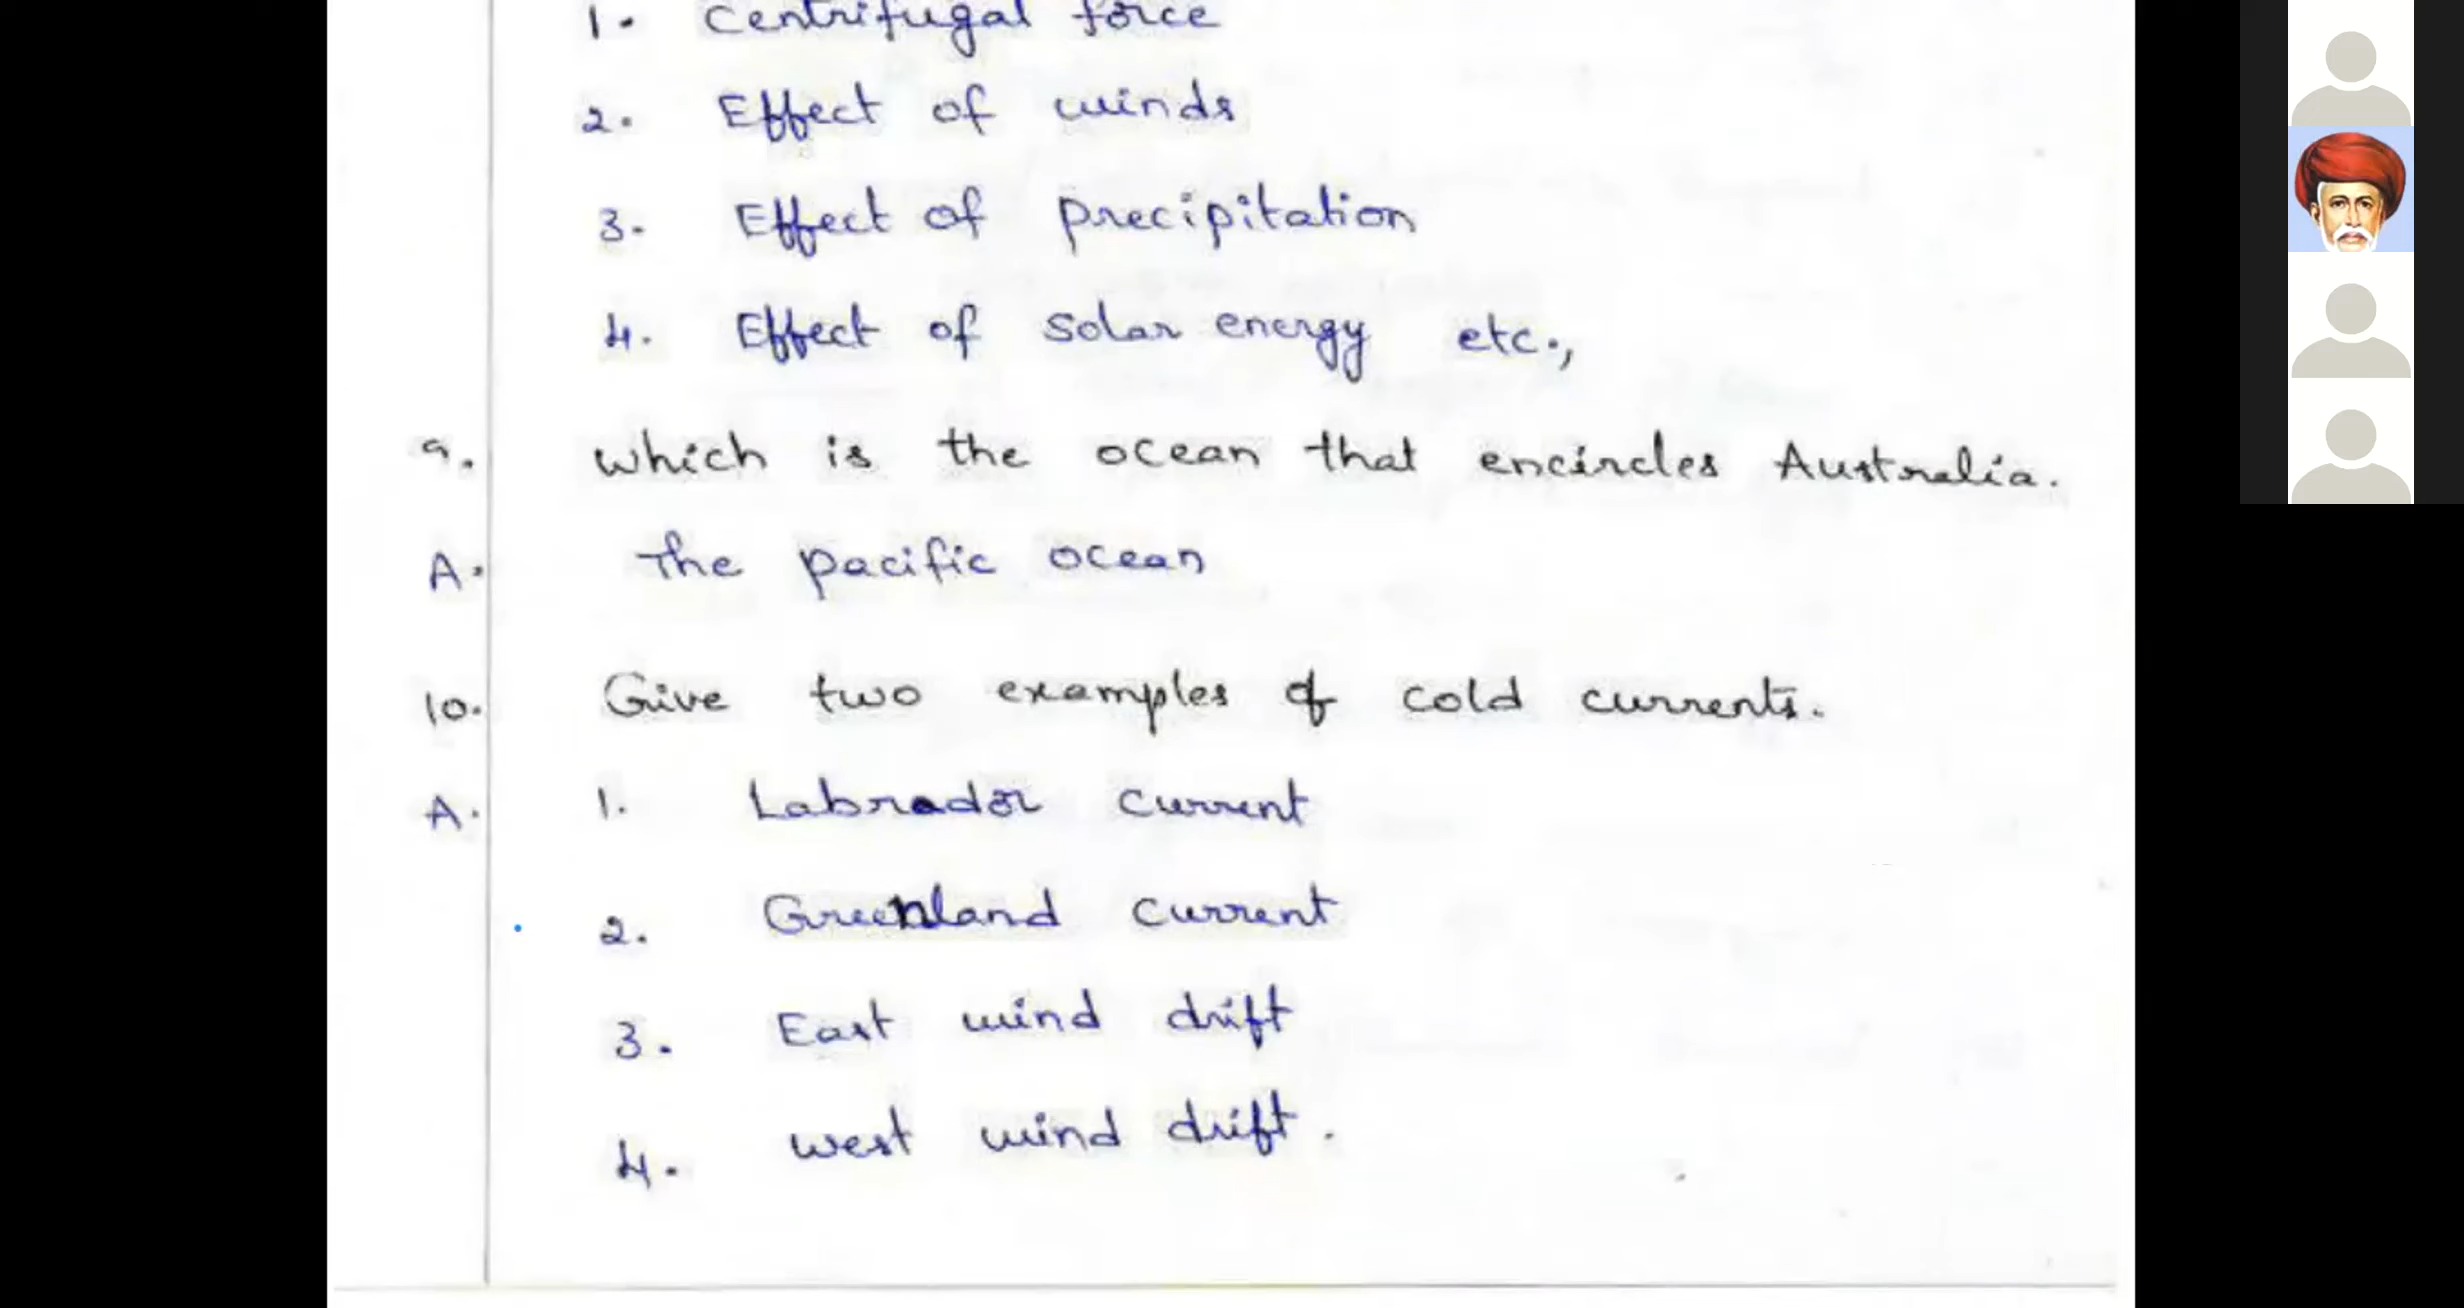 1. Centrifugal force
2. Effect of winds
3. Effect of precipitation
4. Effect of solar energy etc.,
9. Which is the ocean that encircles Australia.
A. The pacific ocean
10. Give two examples of cold currents.
A. 1. Labrador current
2. Greenland current
3. East wind drift
4. west wind drift.